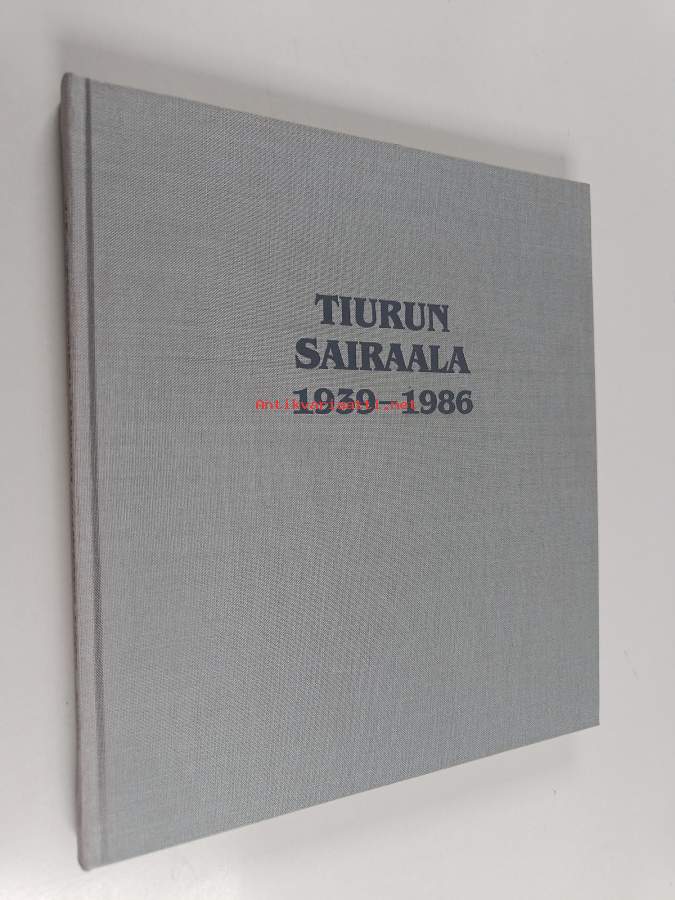 TIURUN
SAIRAALA
1939–1986
Antikvariaatti.net